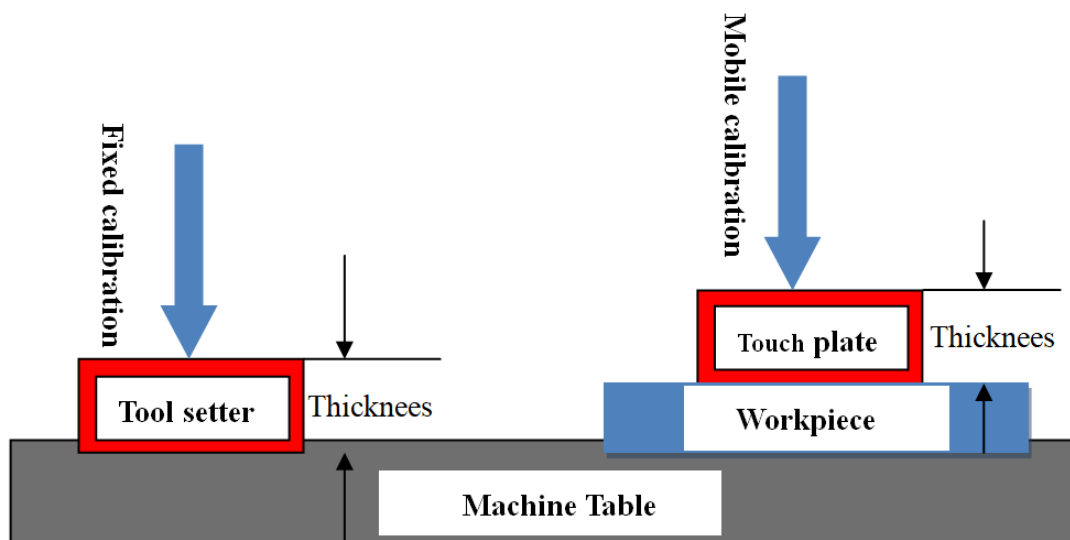 Fixed calibration
Mobile calibration
Tool setter
Thicknees
Touch plate
Thicknees
Workpiece
Machine Table